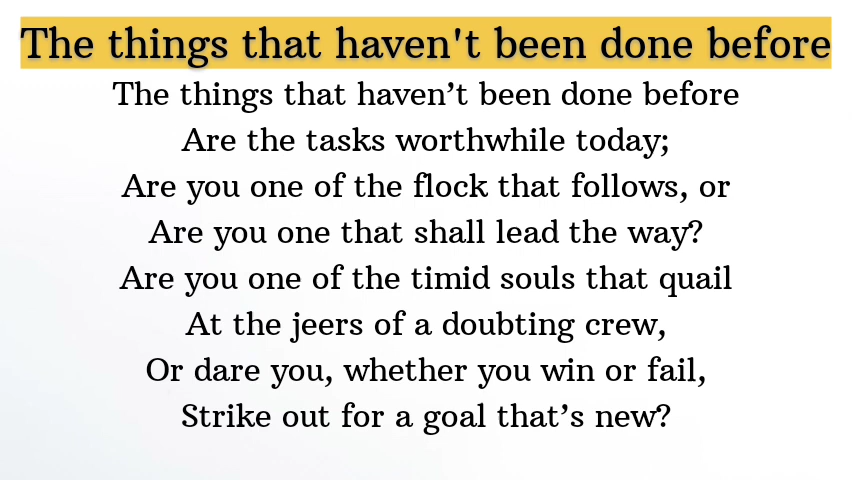 The things that haven't been done before
The things that haven’t been done before
Are the tasks worthwhile today;
Are you one of the flock that follows, or
Are you one that shall lead the way?
Are you one of the timid souls that quail
At the jeers of a doubting crew,
Or dare you, whether you win or fail,
Strike out for a goal that’s new?